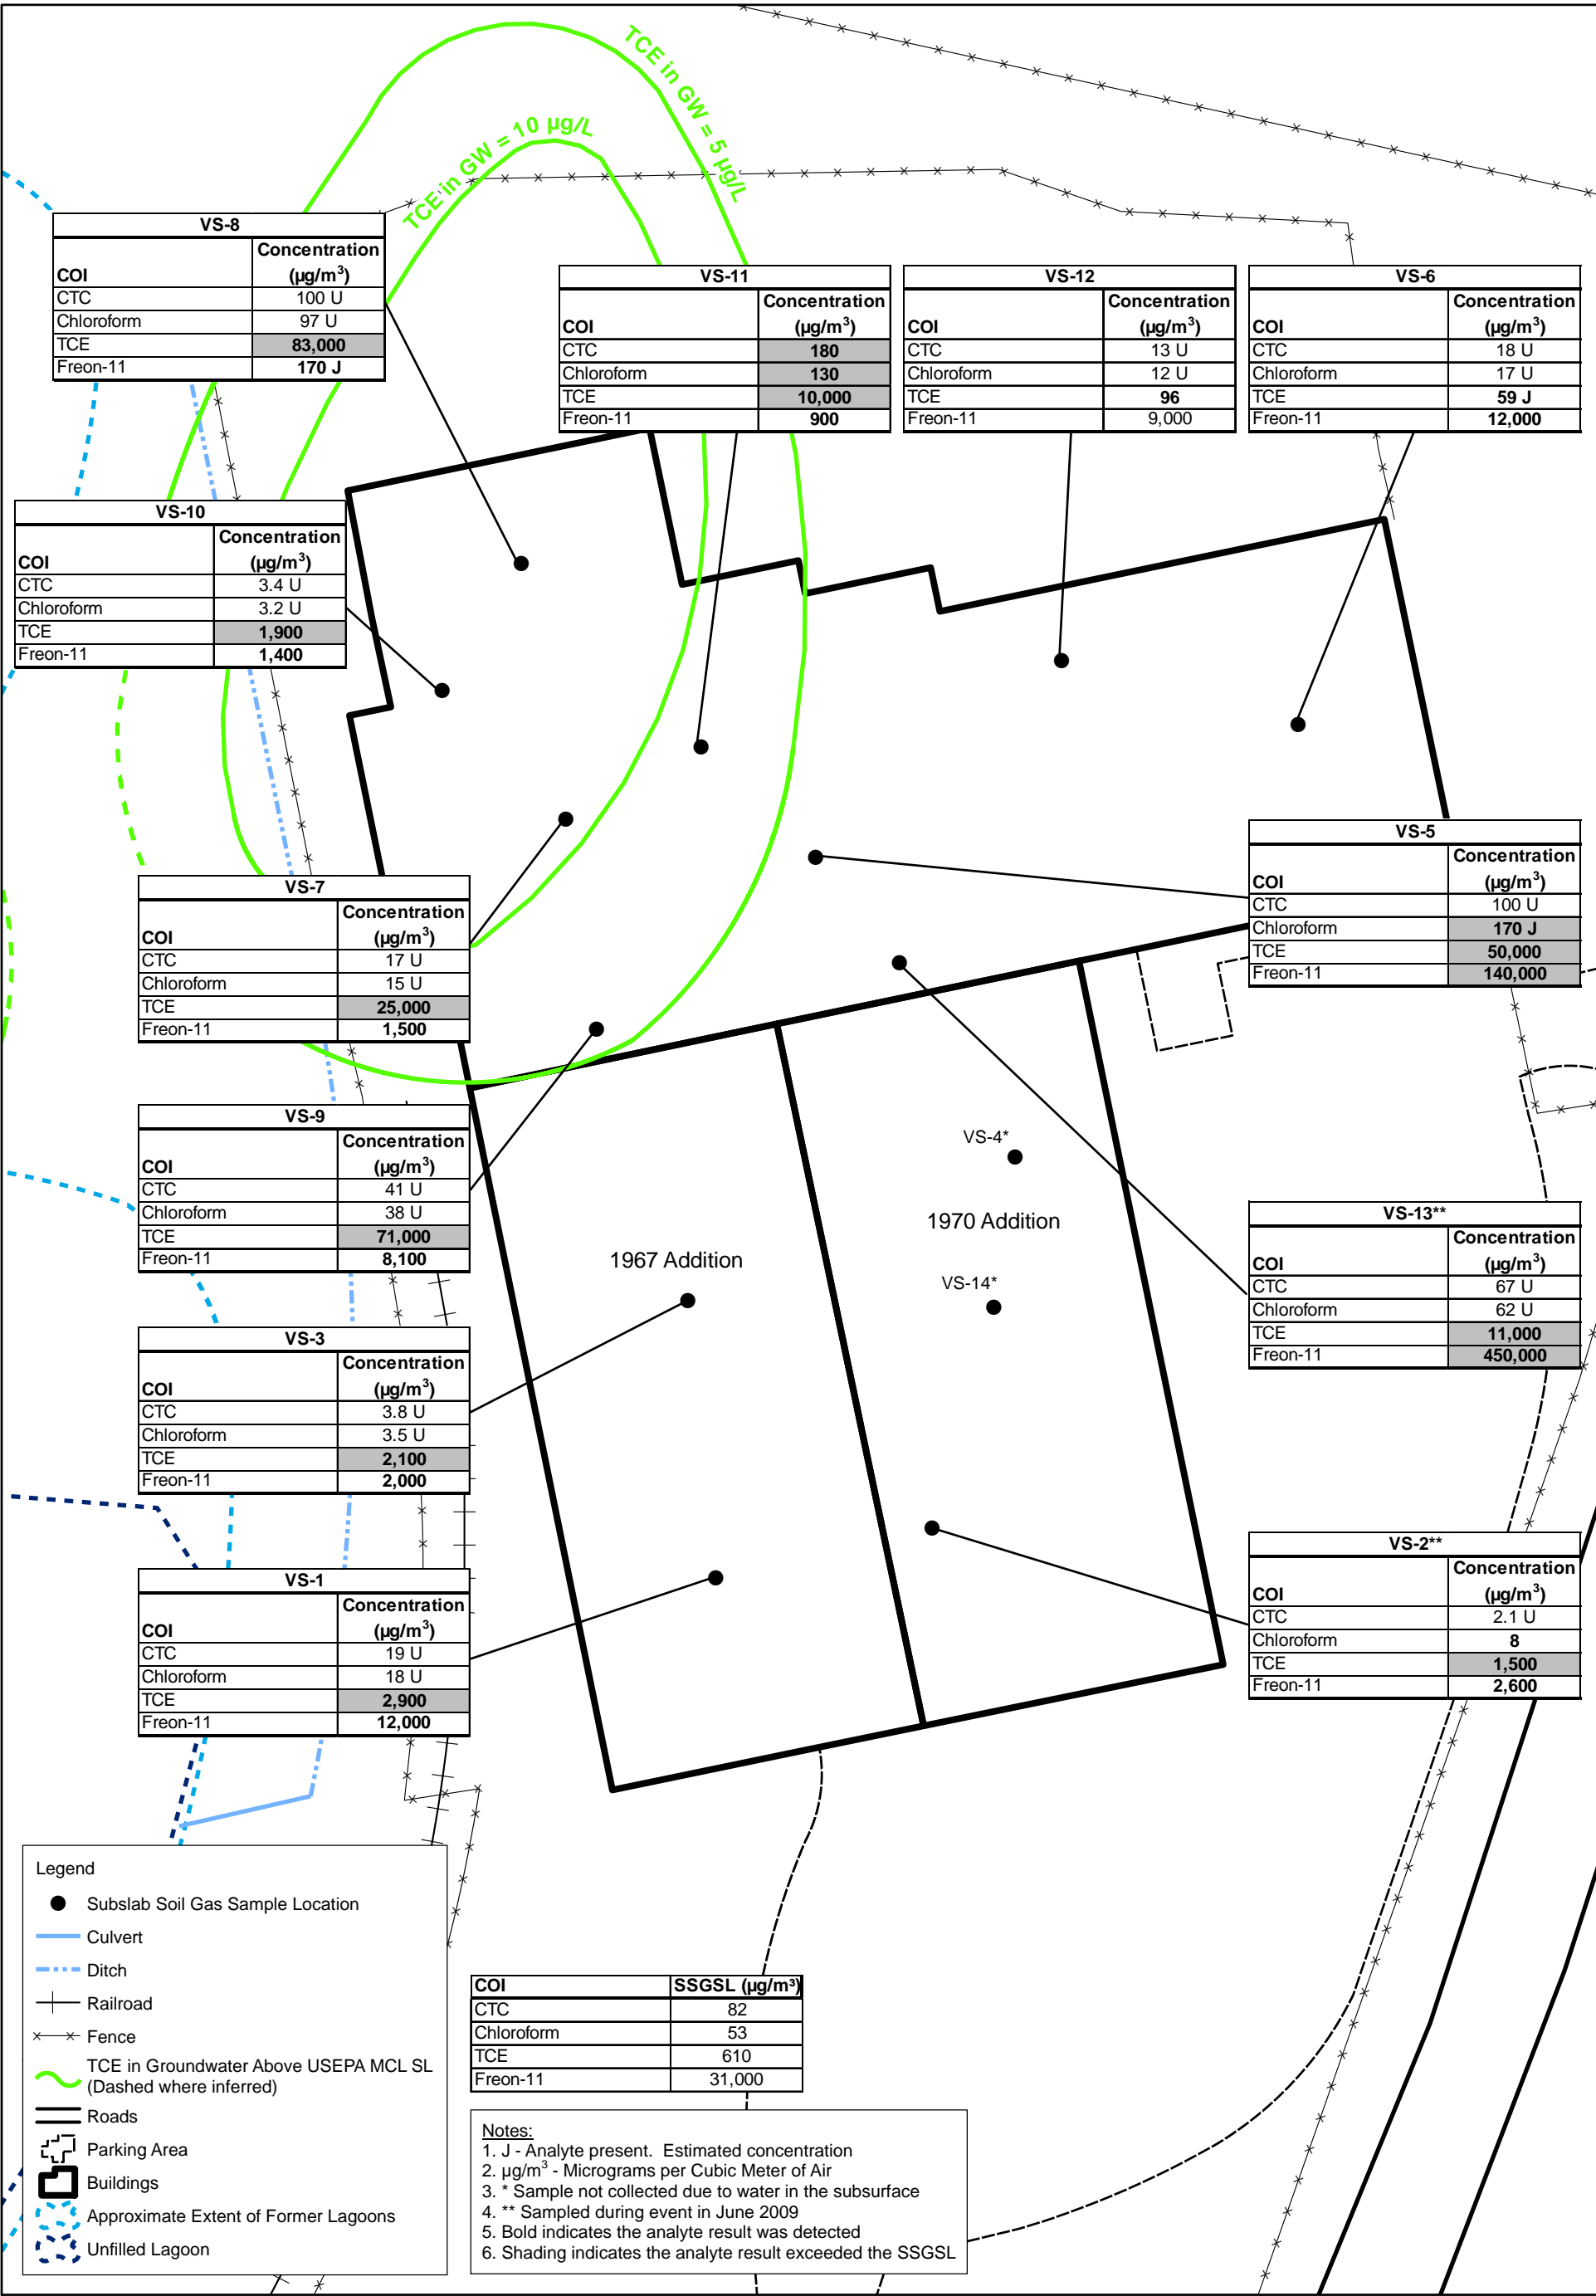 TCE in GW = 5 µg/L
TCE in GW = 10 µg/L
VS-8
COI Concentration (µg/m³)
CTC 100 U
Chloroform 97 U
TCE 83,000
Freon-11 170 J
VS-11
COI Concentration (µg/m³)
CTC 180
Chloroform 130
TCE 10,000
Freon-11 900
VS-12
COI Concentration (µg/m³)
CTC 13 U
Chloroform 12 U
TCE 96
Freon-11 9,000
VS-6
COI Concentration (µg/m³)
CTC 18 U
Chloroform 17 U
TCE 59 J
Freon-11 12,000
VS-10
COI Concentration (µg/m³)
CTC 3.4 U
Chloroform 3.2 U
TCE 1,900
Freon-11 1,400
VS-5
COI Concentration (µg/m³)
CTC 100 U
Chloroform 170 J
TCE 50,000
Freon-11 140,000
VS-7
COI Concentration (µg/m³)
CTC 17 U
Chloroform 15 U
TCE 25,000
Freon-11 1,500
VS-9
COI Concentration (µg/m³)
CTC 41 U
Chloroform 38 U
TCE 71,000
Freon-11 8,100
VS-4*
1970 Addition
1967 Addition
VS-14*
VS-13**
COI Concentration (µg/m³)
CTC 67 U
Chloroform 62 U
TCE 11,000
Freon-11 450,000
VS-3
COI Concentration (µg/m³)
CTC 3.8 U
Chloroform 3.5 U
TCE 2,100
Freon-11 2,000
VS-2**
COI Concentration (µg/m³)
CTC 2.1 U
Chloroform 8
TCE 1,500
Freon-11 2,600
VS-1
COI Concentration (µg/m³)
CTC 19 U
Chloroform 18 U
TCE 2,900
Freon-11 12,000
Legend
Subslab Soil Gas Sample Location
Culvert
Ditch
Railroad
Fence
TCE in Groundwater Above USEPA MCL SL
(Dashed where inferred)
Roads
Parking Area
Buildings
Approximate Extent of Former Lagoons
Unfilled Lagoon
COI SSGSL (µg/m³)
CTC 82
Chloroform 53
TCE 610
Freon-11 31,000
Notes:
1. J - Analyte present. Estimated concentration
2. µg/m³ - Micrograms per Cubic Meter of Air
3. * Sample not collected due to water in the subsurface
4. ** Sampled during event in June 2009
5. Bold indicates the analyte result was detected
6. Shading indicates the analyte result exceeded the SSGSL